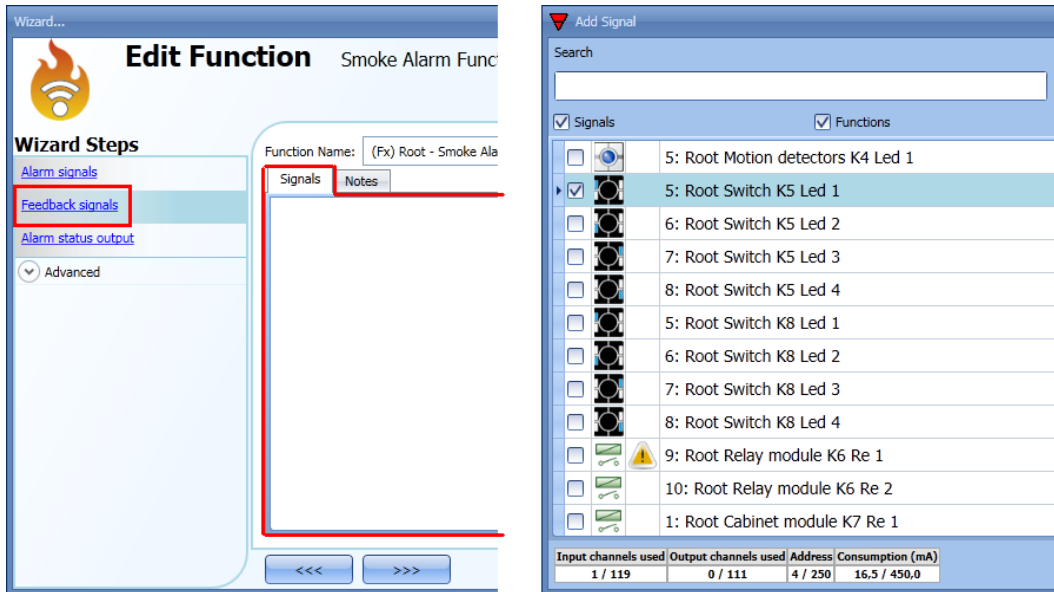 Wizard...
Edit Function Smoke Alarm Func
Wizard Steps
Alarm signals
Feedback signals
Alarm status output
Advanced
Function Name: (Fx) Root - Smoke Ala
Signals Notes
<<< >>>
Add Signal
Search
Signals Functions
5: Root Motion detectors K4 Led 1
5: Root Switch K5 Led 1
6: Root Switch K5 Led 2
7: Root Switch K5 Led 3
8: Root Switch K5 Led 4
5: Root Switch K8 Led 1
6: Root Switch K8 Led 2
7: Root Switch K8 Led 3
8: Root Switch K8 Led 4
9: Root Relay module K6 Re 1
10: Root Relay module K6 Re 2
1: Root Cabinet module K7 Re 1
Input channels used Output channels used Address Consumption (mA)
1 / 119 0 / 111 4 / 250 16,5 / 450,0